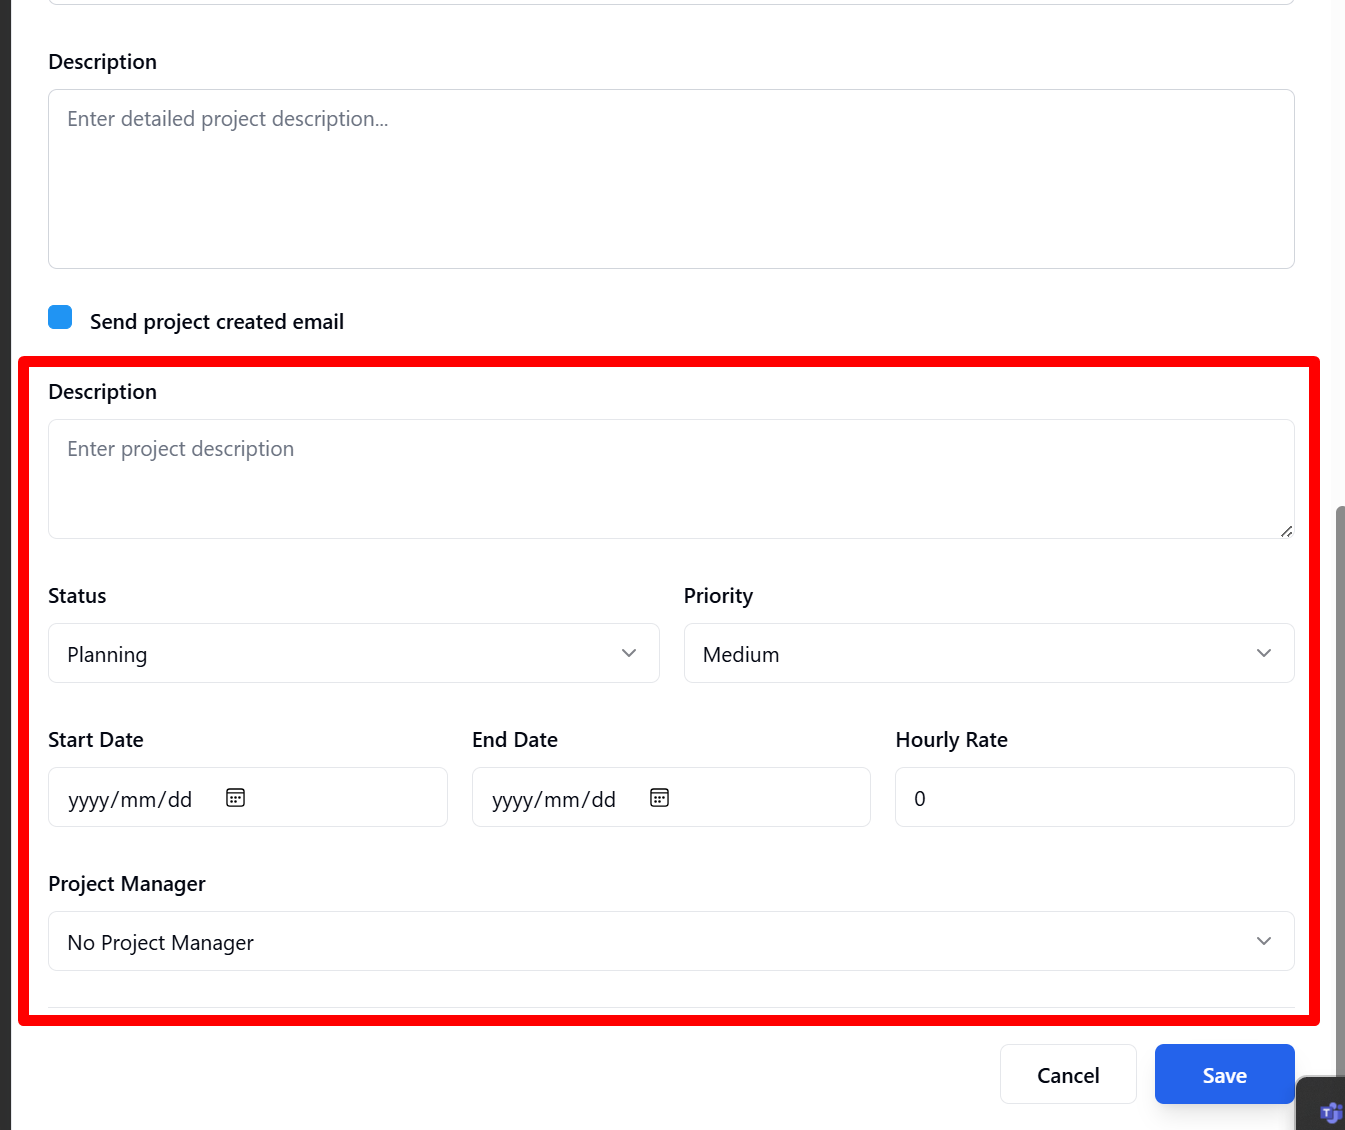 Description
Enter detailed project description...
Send project created email
Description
Enter project description
Status
Priority
Planning
Medium
Start Date
End Date
Hourly Rate
yyyy/mm/dd
yyyy/mm/dd
0
Project Manager
No Project Manager
Cancel
Save
T